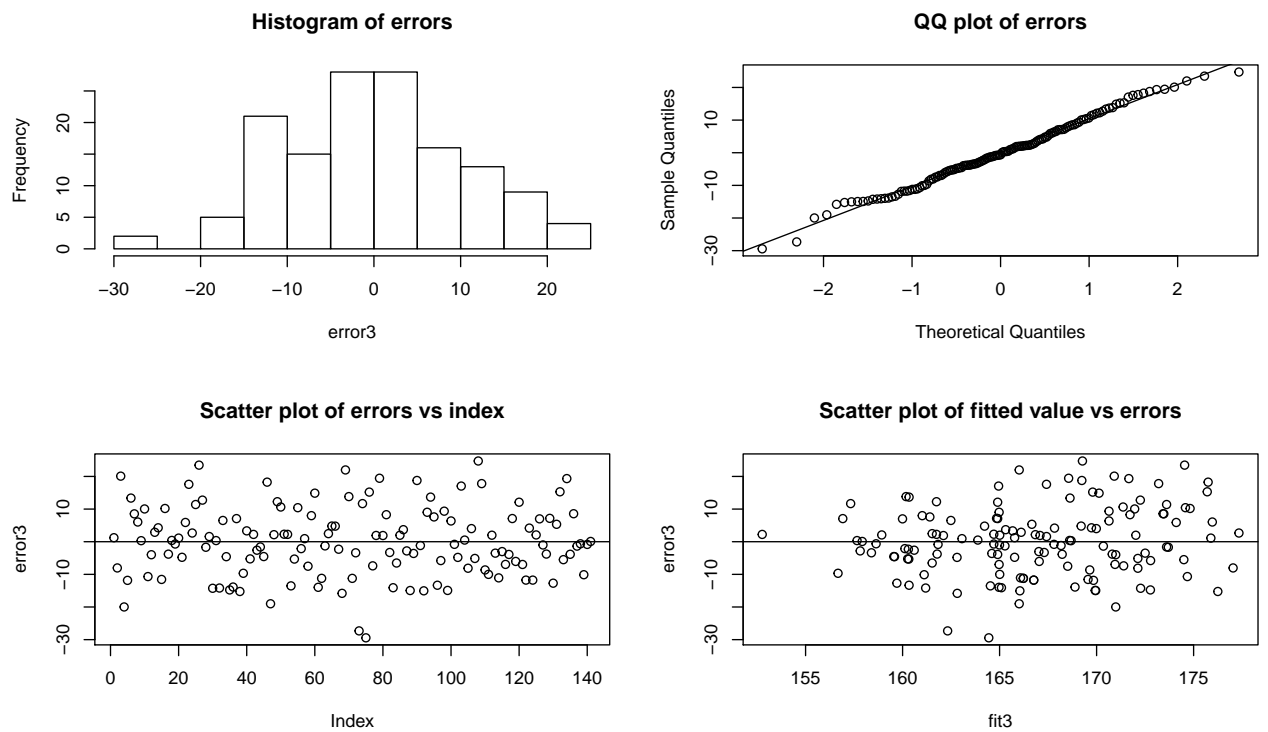 Histogram of errors
Frequency
0 5 10 20
−30 −20 −10 0 10 20
error3
QQ plot of errors
Sample Quantiles
−30 −10 10
−2 −1 0 1 2
Theoretical Quantiles
Scatter plot of errors vs index
error3
−30 −10 10
0 20 40 60 80 100 120 140
Index
Scatter plot of fitted value vs errors
error3
−30 −10 10
155 160 165 170 175
fit3